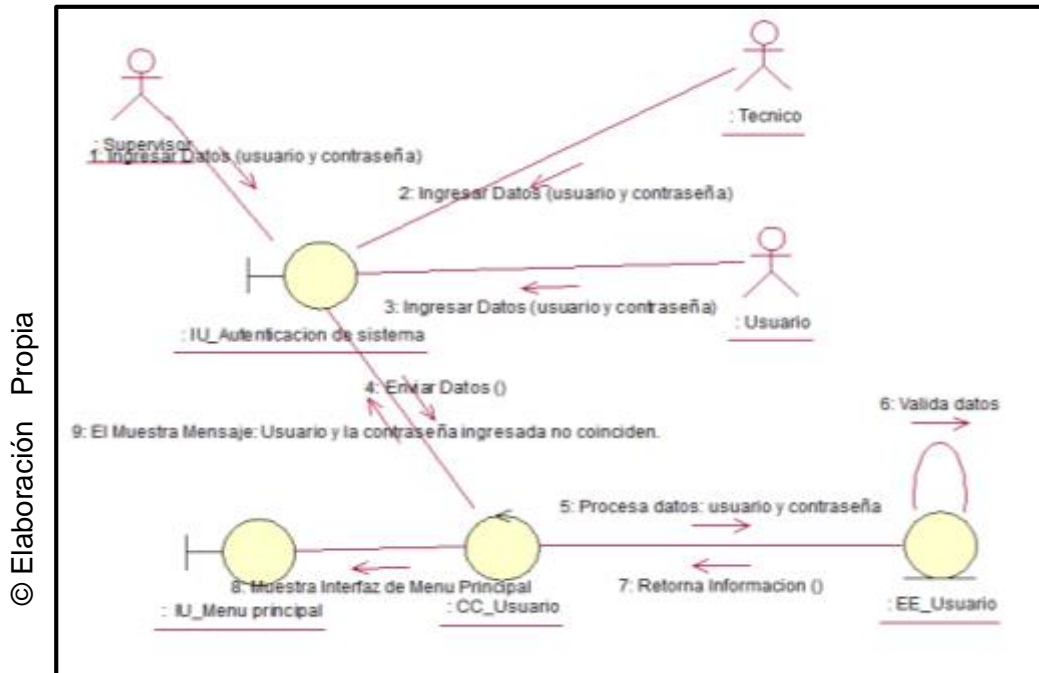 © Elaboración Propia
: Supervisor
1: Ingresar Datos (usuario y contraseña)
: Tecnico
2: Ingresar Datos (usuario y contraseña)
3: Ingresar Datos (usuario y contraseña)
: Usuario
: IU_Autenticacion de sistema
4: Enviar Datos ()
9: El Muestra Mensaje: Usuario y la contraseña ingresada no coinciden.
6: Valida datos
5: Procesa datos: usuario y contraseña
7: Retorna Informacion ()
8: Muestra Interfaz de Menu Principal
: IU_Menu principal
: CC_Usuario
: EE_Usuario